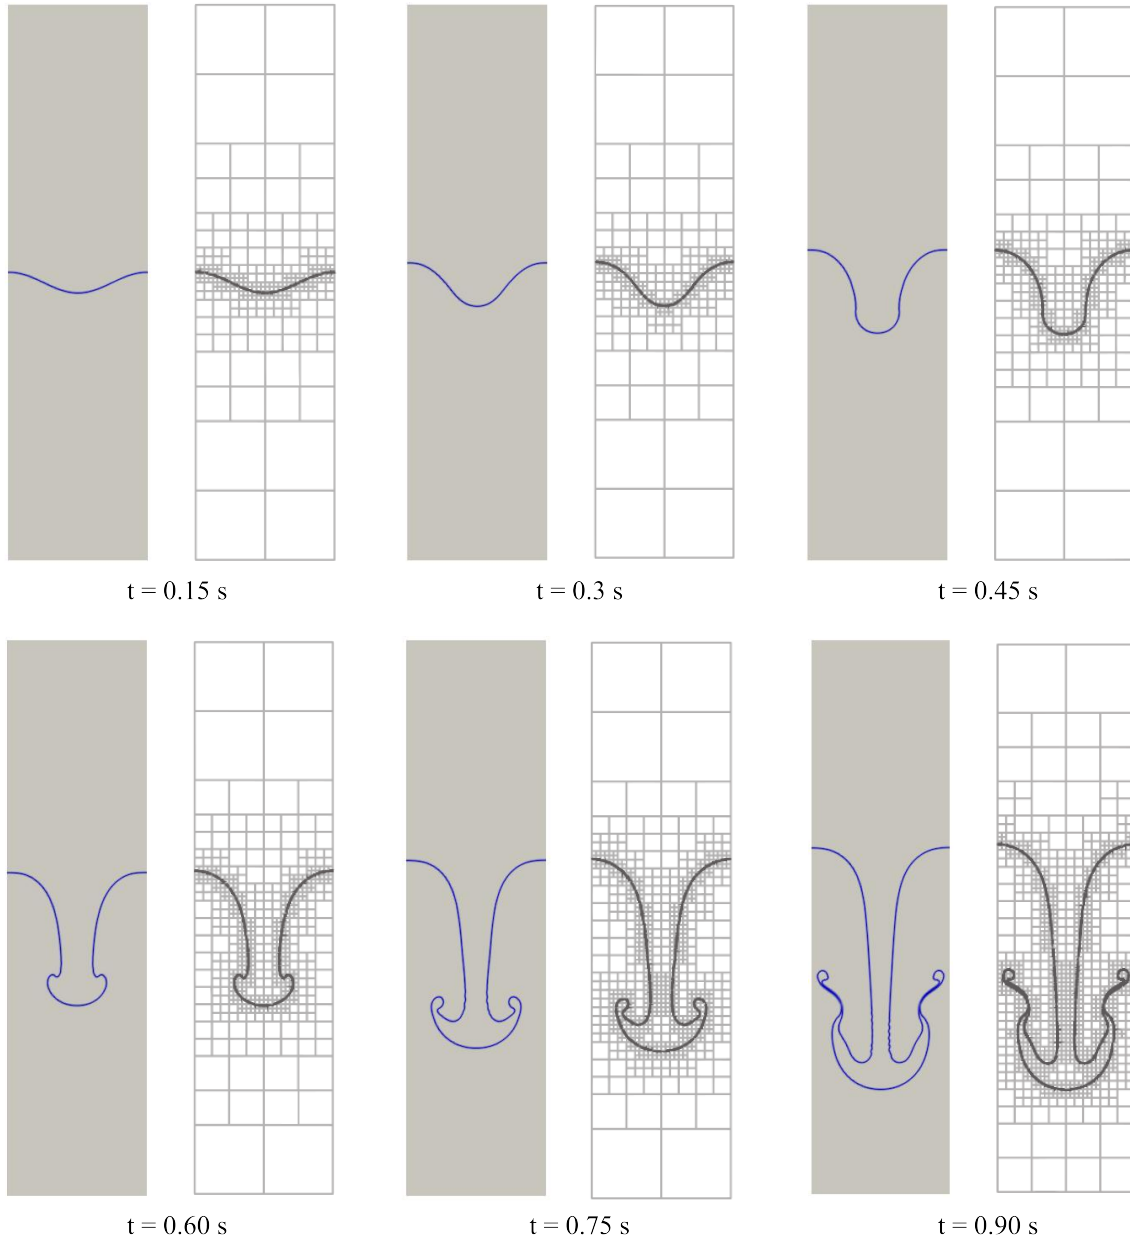 t = 0.15 s
t = 0.3 s
t = 0.45 s
t = 0.60 s
t = 0.75 s
t = 0.90 s